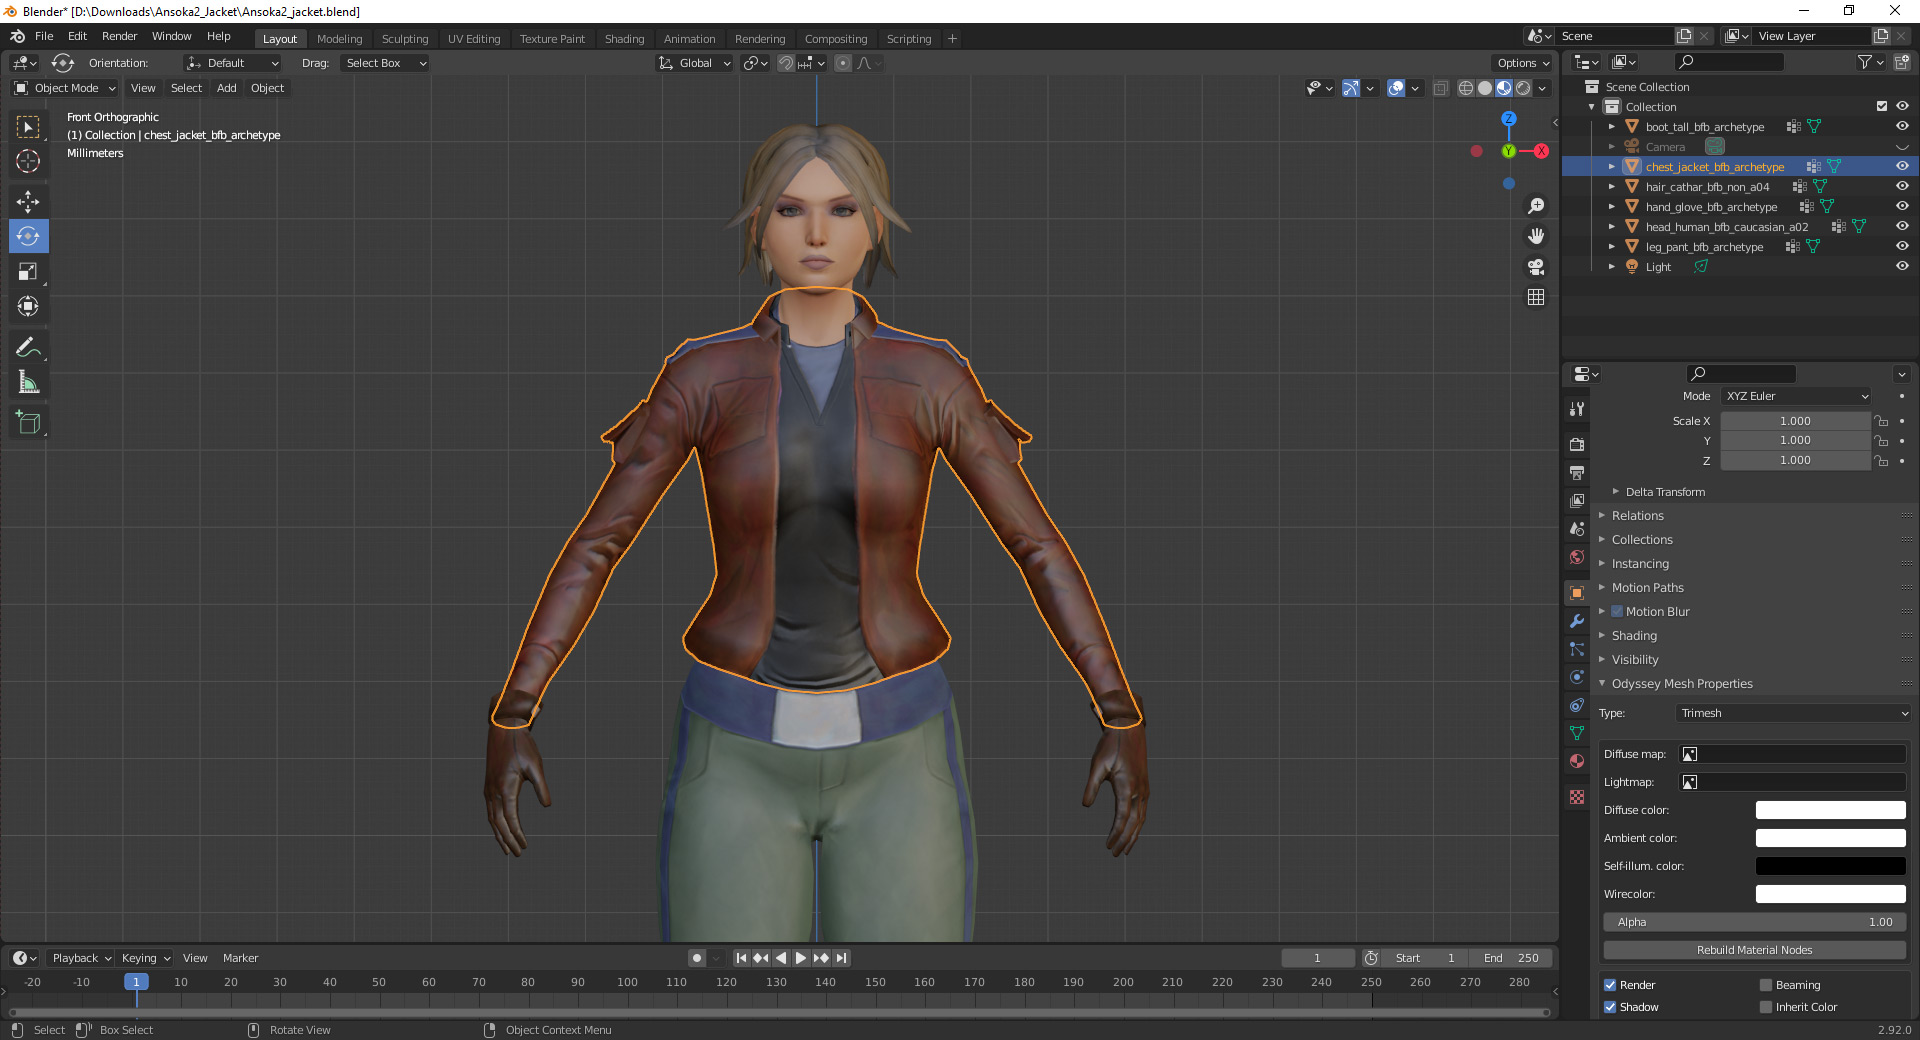 Blender* [D:\Downloads\Ansoka2_Jacket\Ansoka2_jacket.blend]
File Edit Render Window Help Layout Modeling Sculpting UV Editing Texture Paint Shading Animation Rendering Compositing Scripting + Scene View Layer
Orientation: Default Drag: Select Box Global Options
Object Mode View Select Add Object
Front Orthographic
(1) Collection | chest_jacket_bfb_archetype
Millimeters
Z
Y
X
Scene Collection
Collection
boot_tall_bfb_archetype
Camera
chest_jacket_bfb_archetype
hair_cathar_bfb_non_a04
hand_glove_bfb_archetype
head_human_bfb_caucasian_a02
leg_pant_bfb_archetype
Light
Mode XYZ Euler
Scale X 1.000
Y 1.000
Z 1.000
Delta Transform
Relations
Collections
Instancing
Motion Paths
Motion Blur
Shading
Visibility
Odyssey Mesh Properties
Type: Trimesh
Diffuse map:
Lightmap:
Diffuse color:
Ambient color:
Self-illum. color:
Wirecolor:
Alpha 1.00
Rebuild Material Nodes
Render Beaming
Shadow Inherit Color
Playback Keying View Marker 1 Start 1 End 250
-20 -10 1 10 20 30 40 50 60 70 80 90 100 110 120 130 140 150 160 170 180 190 200 210 220 230 240 250 260 270 280
Select Box Select Rotate View Object Context Menu 2.92.0